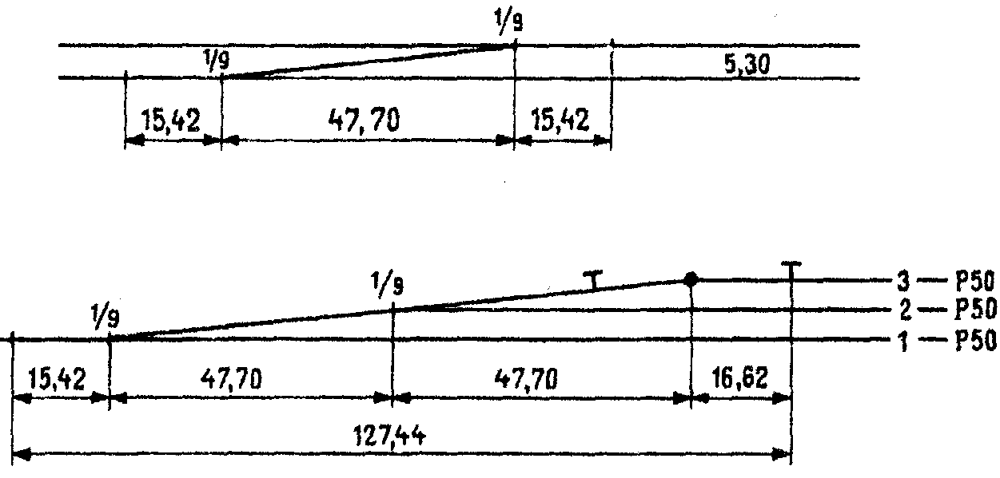 1/9
1/9
5,30
15,42 47,70 15,42
1/9
1/9
3 — P50
2 — P50
1 — P50
15,42 47,70 47,70 16,62
127,44